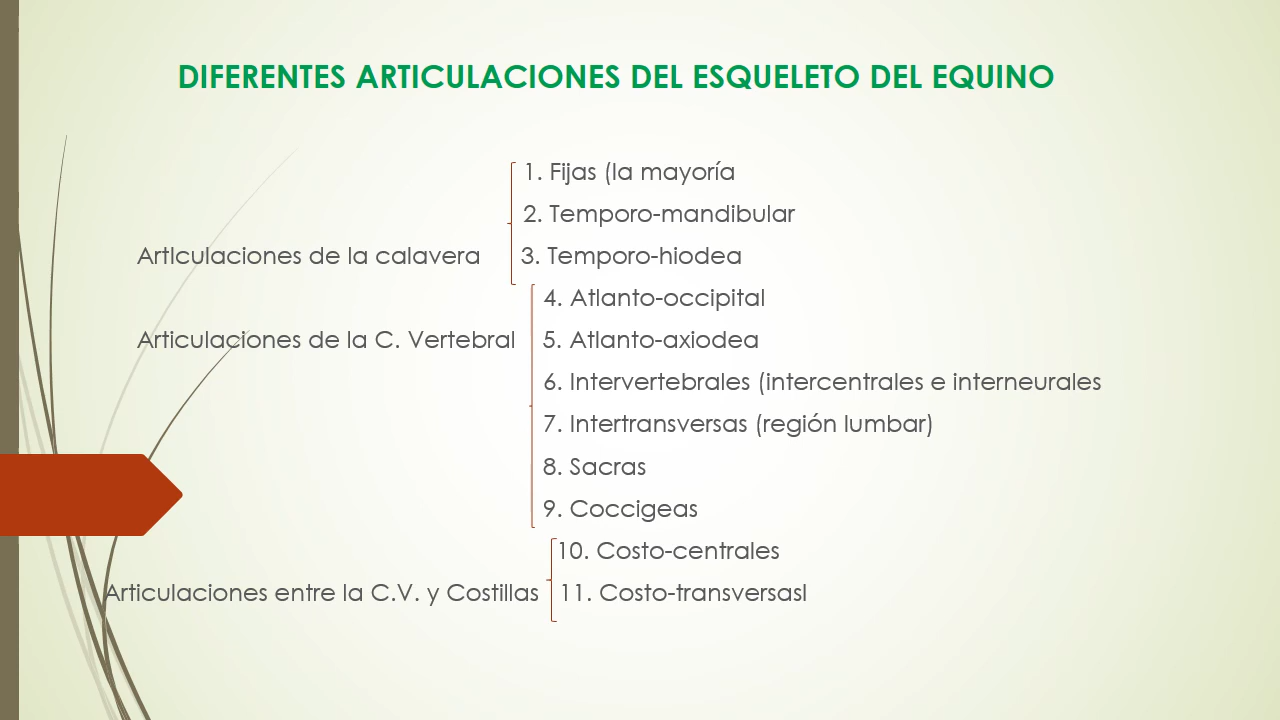 DIFERENTES ARTICULACIONES DEL ESQUELETO DEL EQUINO
1. Fijas (la mayoría
2. Temporo-mandibular
ArtIculaciones de la calavera 3. Temporo-hiodea
4. Atlanto-occipital
Articulaciones de la C. Vertebral 5. Atlanto-axiodea
6. Intervertebrales (intercentrales e interneurales
7. Intertransversas (región lumbar)
8. Sacras
9. Coccigeas
10. Costo-centrales
Articulaciones entre la C.V. y Costillas 11. Costo-transversasl